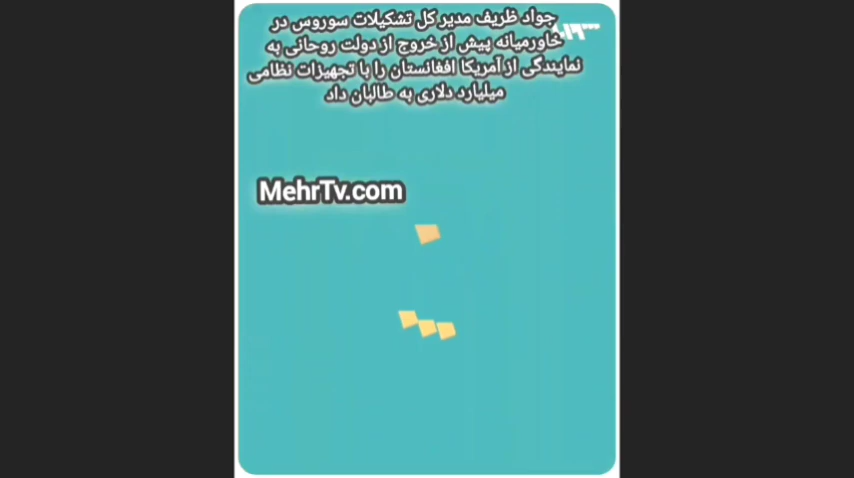 جواد ظریف مدیر کل تشکیلات سوروس در
خاورمیانه پیش از خروج از دولت روحانی به
نمایندگی از آمریکا افغانستان را با تجهیزات نظامی
میلیارد دلاری به طالبان داد
MehrTv.com